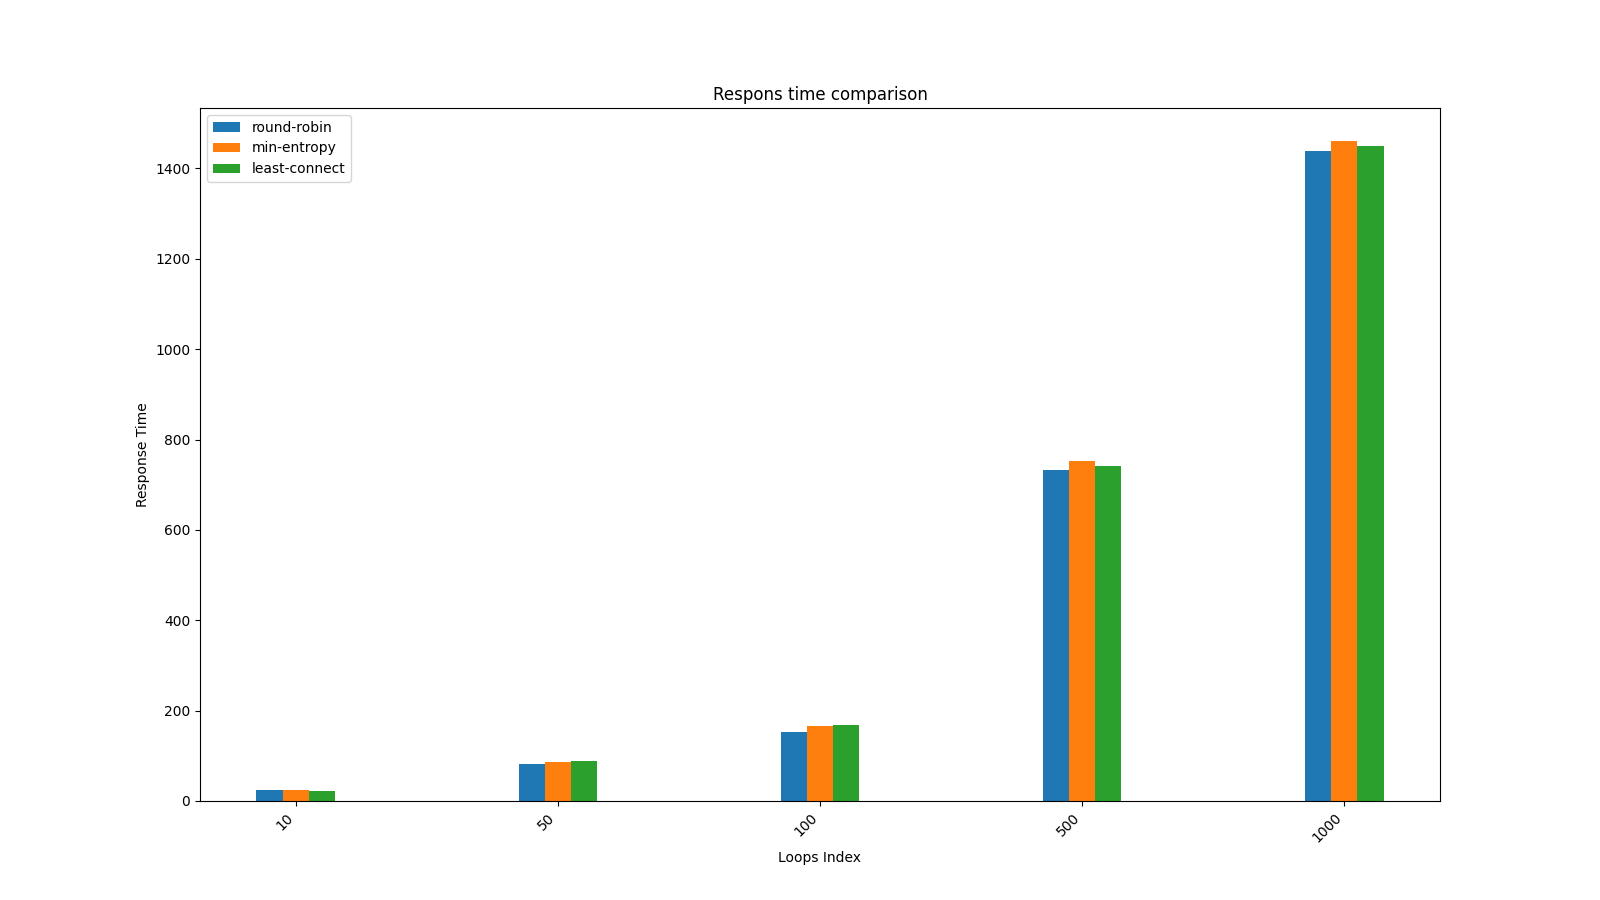 Respons time comparison
round-robin
min-entropy
least-connect
1400
1200
1000
800
600
400
200
0
Response Time
10
50
100
500
1000
Loops Index